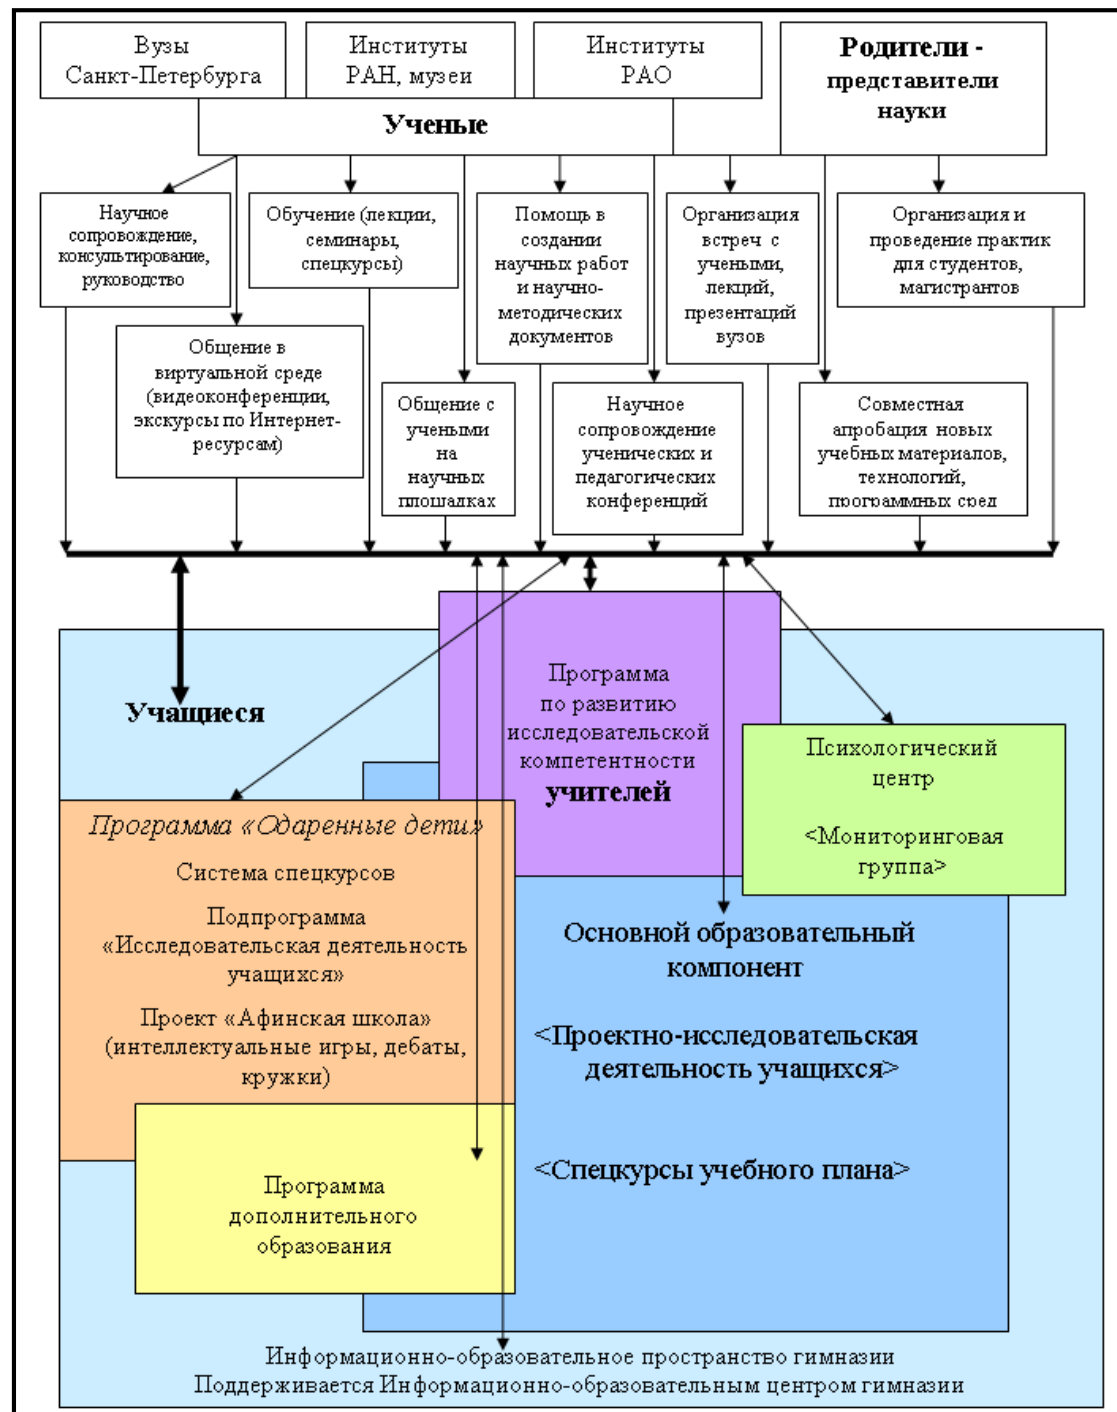 Вузы
Санкт-Петербурга
Институты
РАН, музеи
Институты
РАО
Родители -
представители
науки
Ученые
Научное
сопровождение,
консультирование,
руководство
Обучение (лекции,
семинары,
спецкурсы)
Помощь в
создании
научных работ
и научно-
методических
документов
Организация
встреч с
учеными,
лекций,
презентаций
вузов
Организация и
проведение практик
для студентов,
магистрантов
Общение в
виртуальной среде
(видеоконференции,
экскурсы по Интернет-
ресурсам)
Общение с
учеными
на
научных
площадках
Научное
сопровождение
ученических и
педагогических
конференций
Совместная
апробация новых
учебных материалов,
технологий,
программных сред
Учащиеся
Программа
по развитию
исследовательской
компетентности
учителей
Психологический
центр
<Мониторинговая
группа>
Программа «Одаренные дети»
Система спецкурсов
Подпрограмма
«Исследовательская деятельность
учащихся»
Проект «Афинская школа»
(интеллектуальные игры, дебаты,
кружки)
Основной образовательный
компонент
<Проектно-исследовательская
деятельность учащихся>
<Спецкурсы учебного плана>
Программа
дополнительного
образования
Информационно-образовательное пространство гимназии
Поддерживается Информационно-образовательным центром гимназии